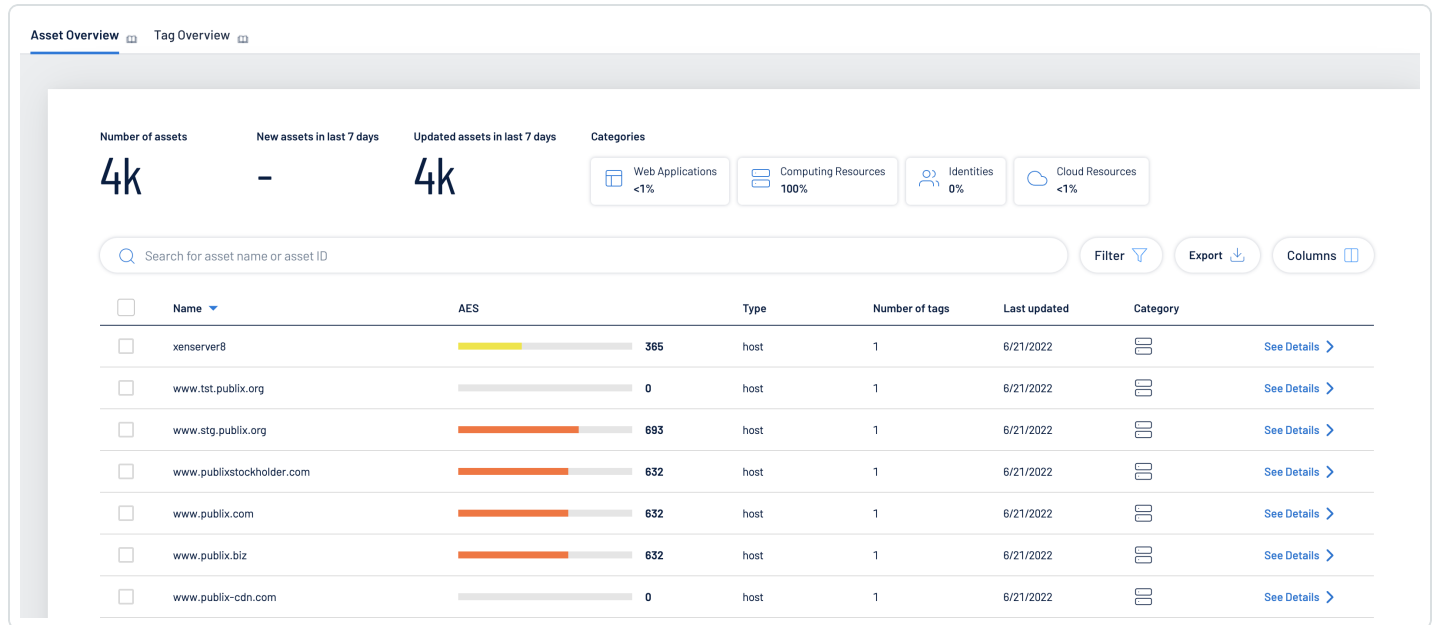 Asset Overview Tag Overview
Number of assets New assets in last 7 days Updated assets in last 7 days Categories
4k - 4k
Web Applications Computing Resources Identities Cloud Resources
<1% 100% 0% <1%
Search for asset name or asset ID Filter Export Columns
Name AES Type Number of tags Last updated Category
xenserver8 365 host 1 6/21/2022 See Details
www.tst.publix.org 0 host 1 6/21/2022 See Details
www.stg.publix.org 693 host 1 6/21/2022 See Details
www.publixstockholder.com 632 host 1 6/21/2022 See Details
www.publix.com 632 host 1 6/21/2022 See Details
www.publix.biz 632 host 1 6/21/2022 See Details
www.publix-cdn.com 0 host 1 6/21/2022 See Details